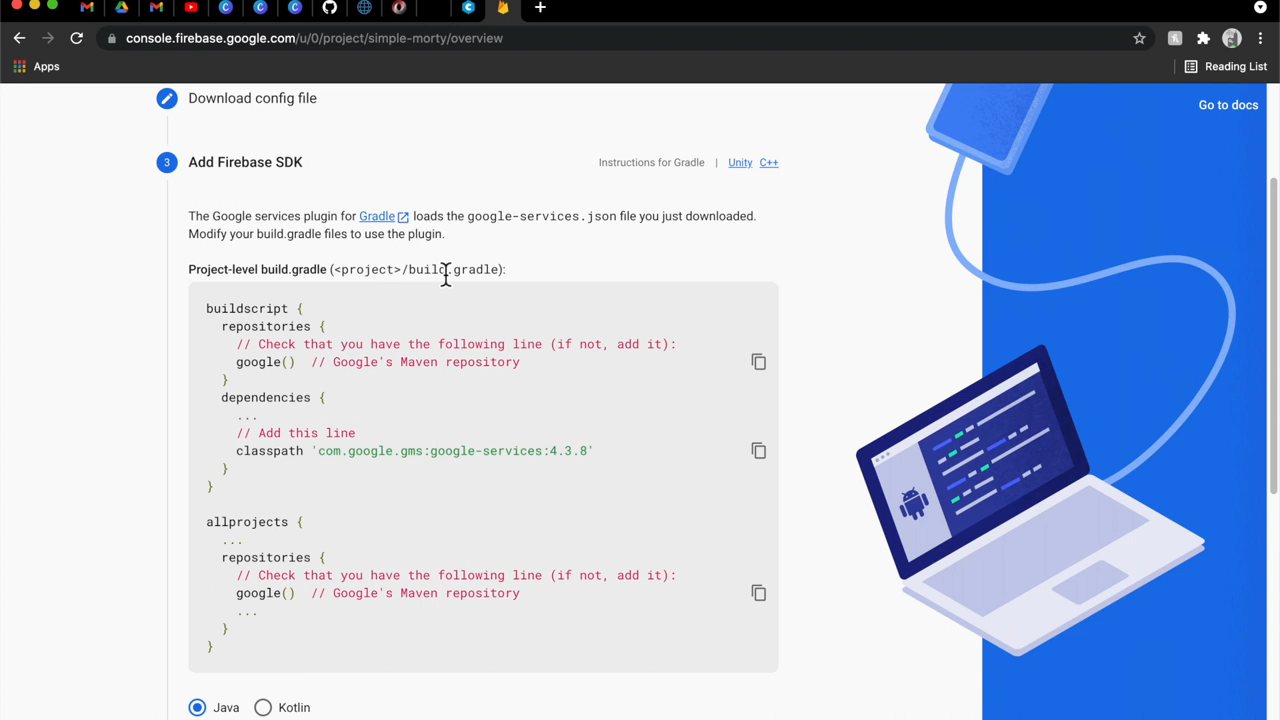 console.firebase.google.com/u/0/project/simple-morty/overview
Apps
Reading List
Download config file
Go to docs
3 Add Firebase SDK
Instructions for Gradle | Unity C++
The Google services plugin for Gradle loads the google-services.json file you just downloaded.
Modify your build.gradle files to use the plugin.
Project-level build.gradle (<project>/build.gradle):
buildscript {
repositories {
// Check that you have the following line (if not, add it):
google() // Google's Maven repository
}
dependencies {
...
// Add this line
classpath 'com.google.gms:google-services:4.3.8'
}
}
allprojects {
...
repositories {
// Check that you have the following line (if not, add it):
google() // Google's Maven repository
...
}
}
Java Kotlin